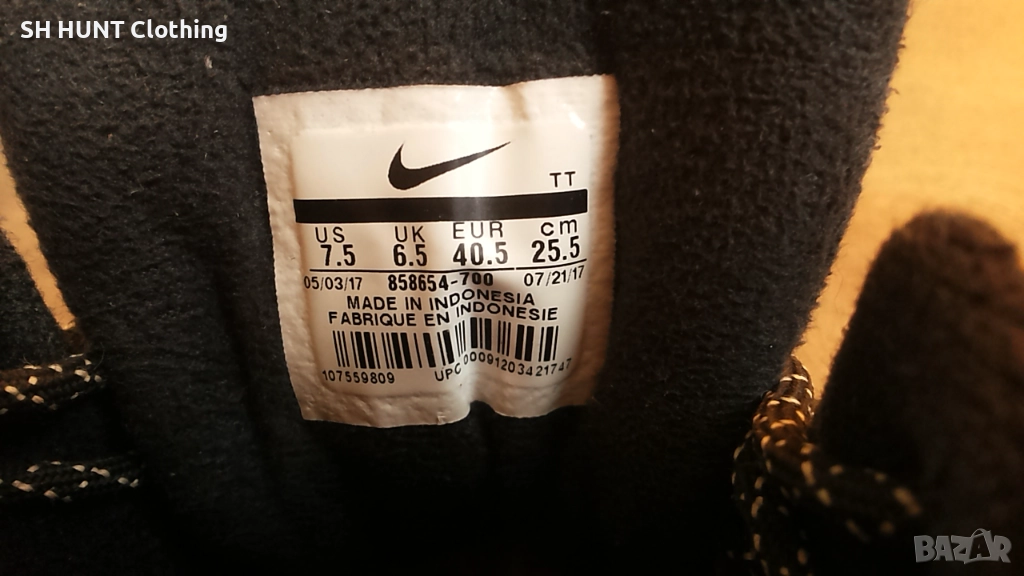 SH HUNT Clothing
TT
US UK EUR cm
7.5 6.5 40.5 25.5
05/03/17 858654-700 07/21/17
MADE IN INDONESIA
FABRIQUE EN INDONESIE
107559809 UPC 00091203421747
BAZAR